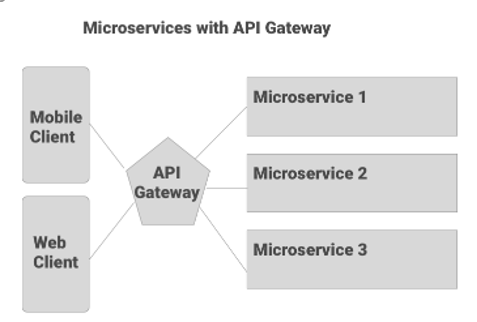 Microservices with API Gateway
Mobile
Client
API
Gateway
Web
Client
Microservice 1
Microservice 2
Microservice 3